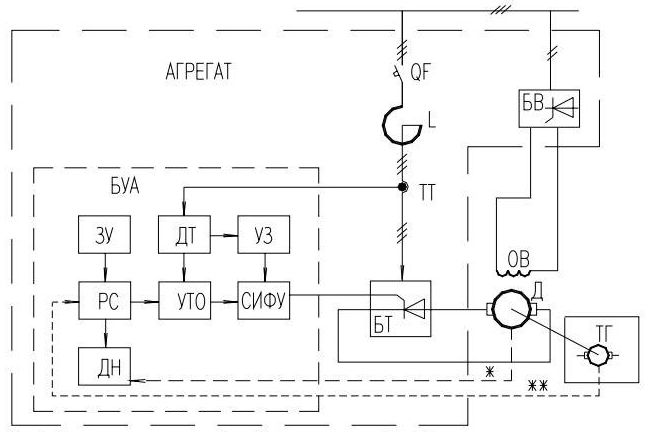 АГРЕГАТ
QF
БВ
L
БУА
ТТ
ЗУ
ДТ
УЗ
ОВ
РС
УТО
СИФУ
Д
БТ
ТГ
ДН
*
**